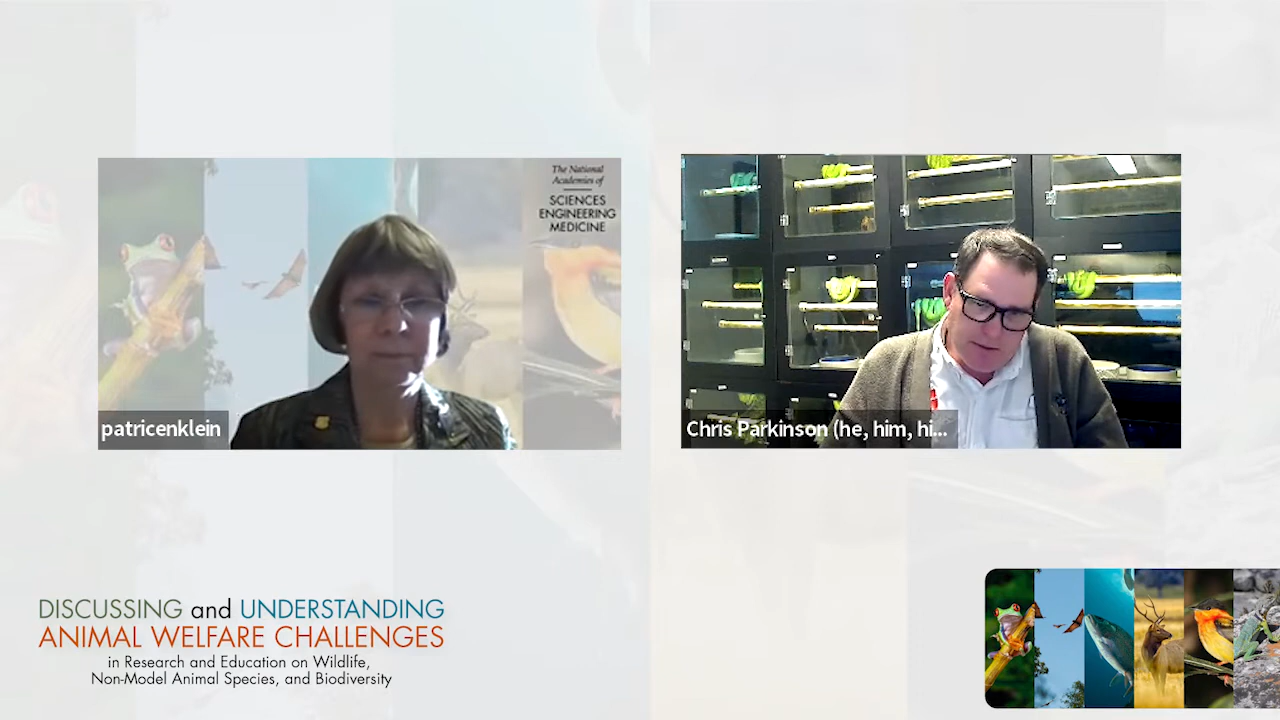 The National
Academies of
SCIENCES
ENGINEERING
MEDICINE
patricenklein
Chris Parkinson (he, him, hi...
DISCUSSING and UNDERSTANDING
ANIMAL WELFARE CHALLENGES
in Research and Education on Wildlife,
Non-Model Animal Species, and Biodiversity